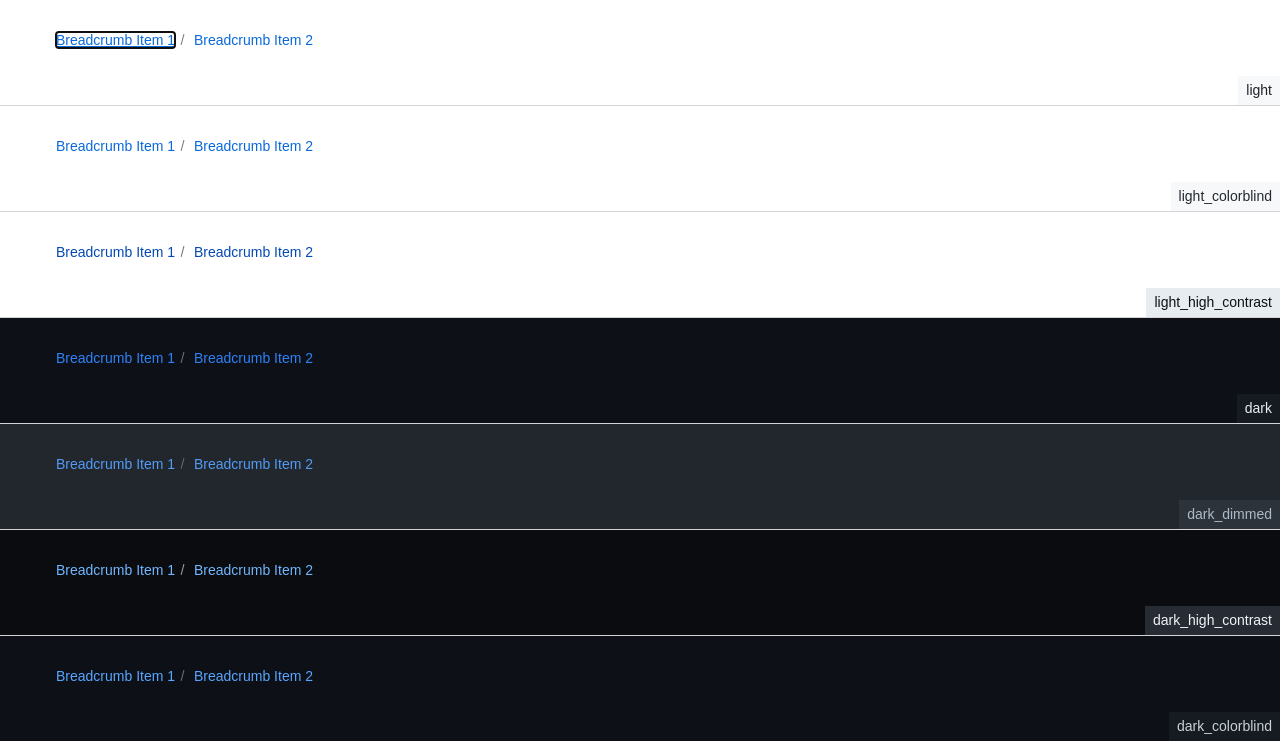 Breadcrumb Item 1 / Breadcrumb Item 2
light
Breadcrumb Item 1 / Breadcrumb Item 2
light_colorblind
Breadcrumb Item 1 / Breadcrumb Item 2
light_high_contrast
Breadcrumb Item 1 / Breadcrumb Item 2
dark
Breadcrumb Item 1 / Breadcrumb Item 2
dark_dimmed
Breadcrumb Item 1 / Breadcrumb Item 2
dark_high_contrast
Breadcrumb Item 1 / Breadcrumb Item 2
dark_colorblind